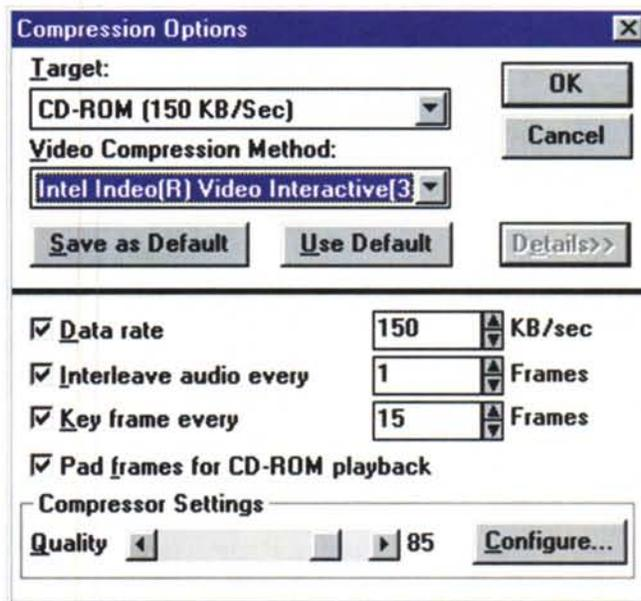 Compression Options
Target:
OK
CD-ROM (150 KB/Sec)
Cancel
Video Compression Method:
Intel Indeo(R) Video Interactive[3
Save as Default Use Default Details>>
Data rate 150 KB/sec
Interleave audio every 1 Frames
Key frame every 15 Frames
Pad frames for CD-ROM playback
Compressor Settings
Quality 85 Configure...